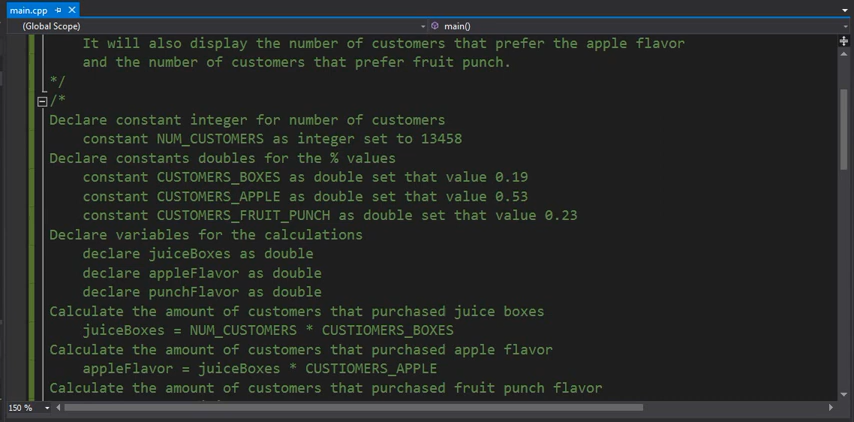 main.cpp
(Global Scope)
main()
It will also display the number of customers that prefer the apple flavor
and the number of customers that prefer fruit punch.
*/
/*
Declare constant integer for number of customers
constant NUM_CUSTOMERS as integer set to 13458
Declare constants doubles for the % values
constant CUSTOMERS_BOXES as double set that value 0.19
constant CUSTOMERS_APPLE as double set that value 0.53
constant CUSTOMERS_FRUIT_PUNCH as double set that value 0.23
Declare variables for the calculations
declare juiceBoxes as double
declare appleFlavor as double
declare punchFlavor as double
Calculate the amount of customers that purchased juice boxes
juiceBoxes = NUM_CUSTOMERS * CUSTIOMERS_BOXES
Calculate the amount of customers that purchased apple flavor
appleFlavor = juiceBoxes * CUSTIOMERS_APPLE
Calculate the amount of customers that purchased fruit punch flavor
150 %